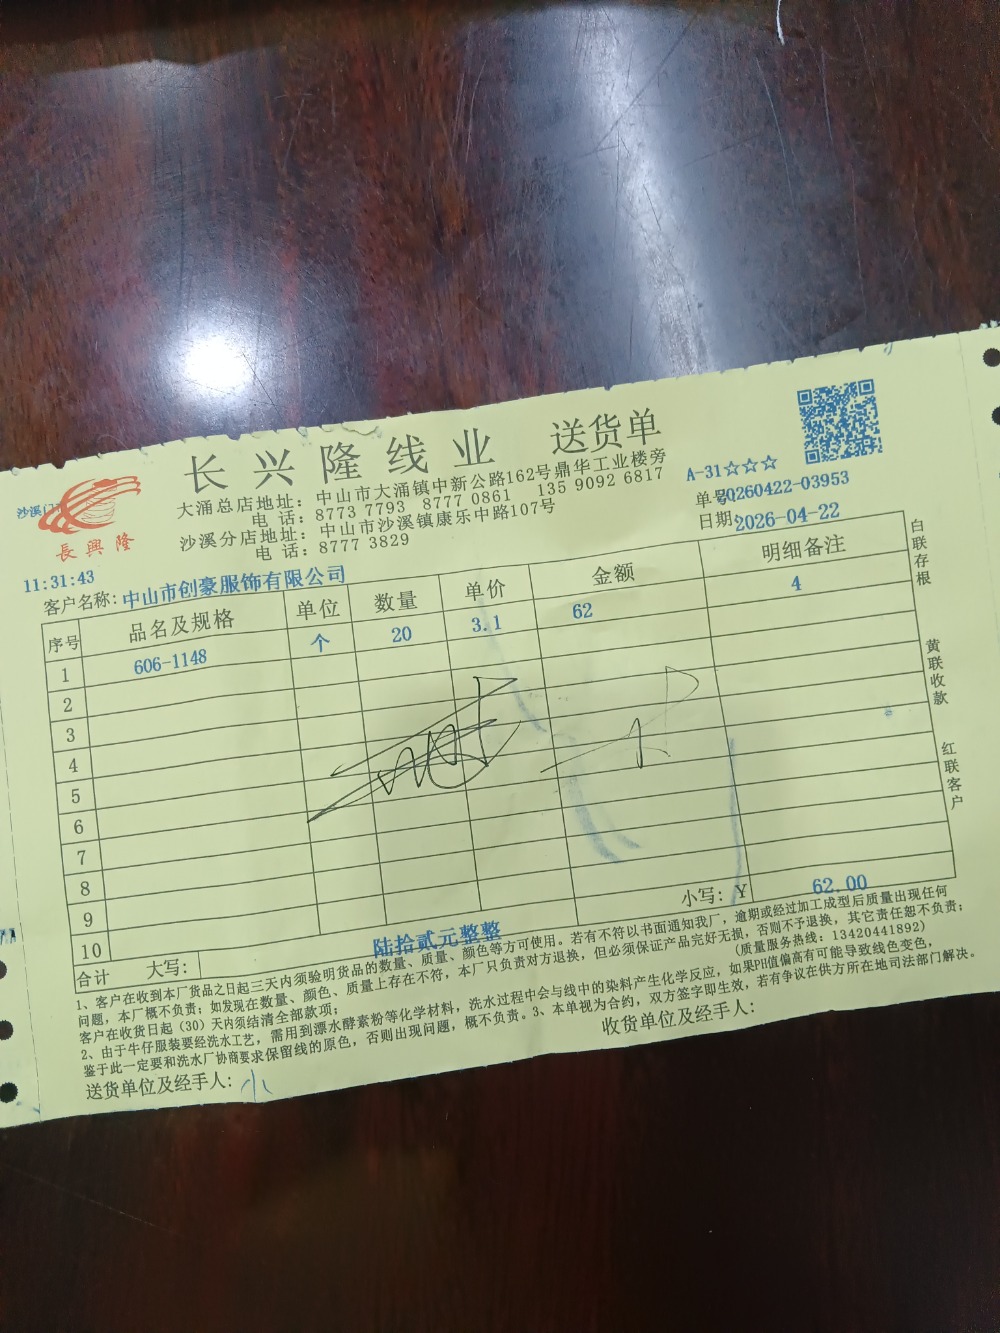 长兴隆线业 送货单
大涌总店地址：中山市大涌镇中新公路162号鼎华工业楼旁
电 话：8773 7793 8777 0861 135 9092 6817
沙溪分店地址：中山市沙溪镇康乐中路107号
电 话：8777 3829
沙溪
長興隆
A-31☆☆☆
单号20260422-03953
日期:2026-04-22
11:31:43
客户名称: 中山市创豪服饰有限公司
序号 品名及规格 单位 数量 单价 金额 明细备注
1 606-1148 个 20 3.1 62 4
2
3
4
5
6
7
8
9
10
合计 大写: 陆拾贰元整整 小写: Y 62.00
1、客户在收到本厂货品之日起三天内须验明货品的数量、质量、颜色等方可使用。若有不符以书面通知我厂，逾期或经过加工成型后质量出现任何
问题，本厂概不负责；如发现在数量、颜色、质量上存在不符，本厂只负责对方退换，但必须保证产品完好无损，否则不予退换，其它责任恕不负责；
客户在收货日起（30）天内须结清全部款项； (质量服务热线: 13420441892)
2、由于牛仔服装要经洗水工艺，需用到漂水酵素粉等化学材料，洗水过程中会与线中的染料产生化学反应，如果PH值偏高有可能导致线色变色，
鉴于此一定要和洗水厂协商要求保留线的原色，否则出现问题，概不负责。3、本单视为合约，双方签字即生效，若有争议在供方所在地司法部门解决。
送货单位及经手人: 小
收货单位及经手人:
白联存根
黄联收款
红联客户